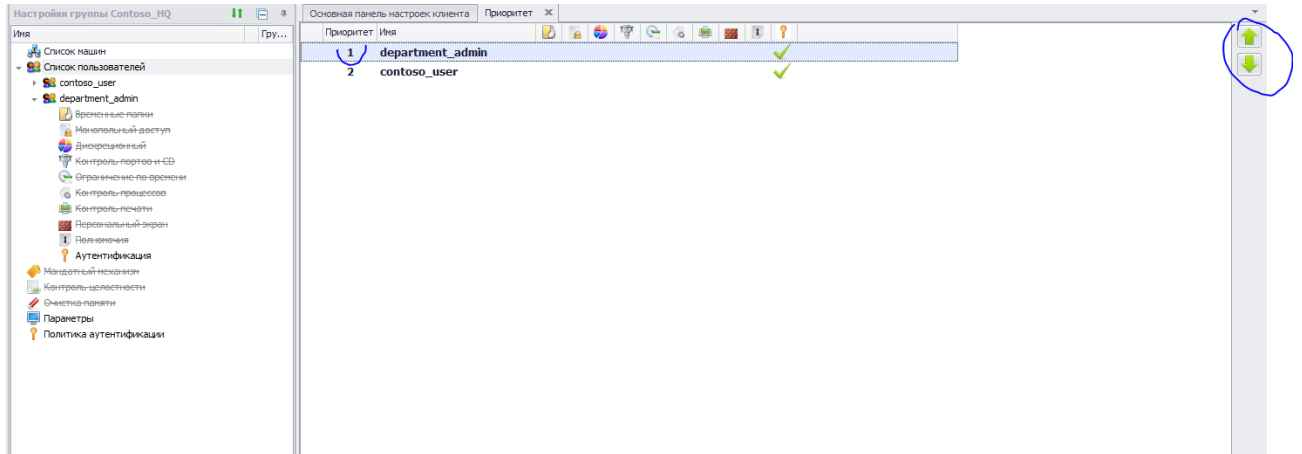 Настройки группы Contoso_HQ
Имя Гру...
Список машин
Список пользователей
contoso_user
department_admin
Временные папки
Монопольный доступ
Дискреционный
Контроль портов и CD
Ограничение по времени
Контроль процессов
Контроль печати
Персональный экран
Полномочия
Аутентификация
Мандатный механизм
Контроль целостности
Очистка памяти
Параметры
Политика аутентификации
Основная панель настроек клиента Приоритет
Приоритет Имя
1 department_admin
2 contoso_user